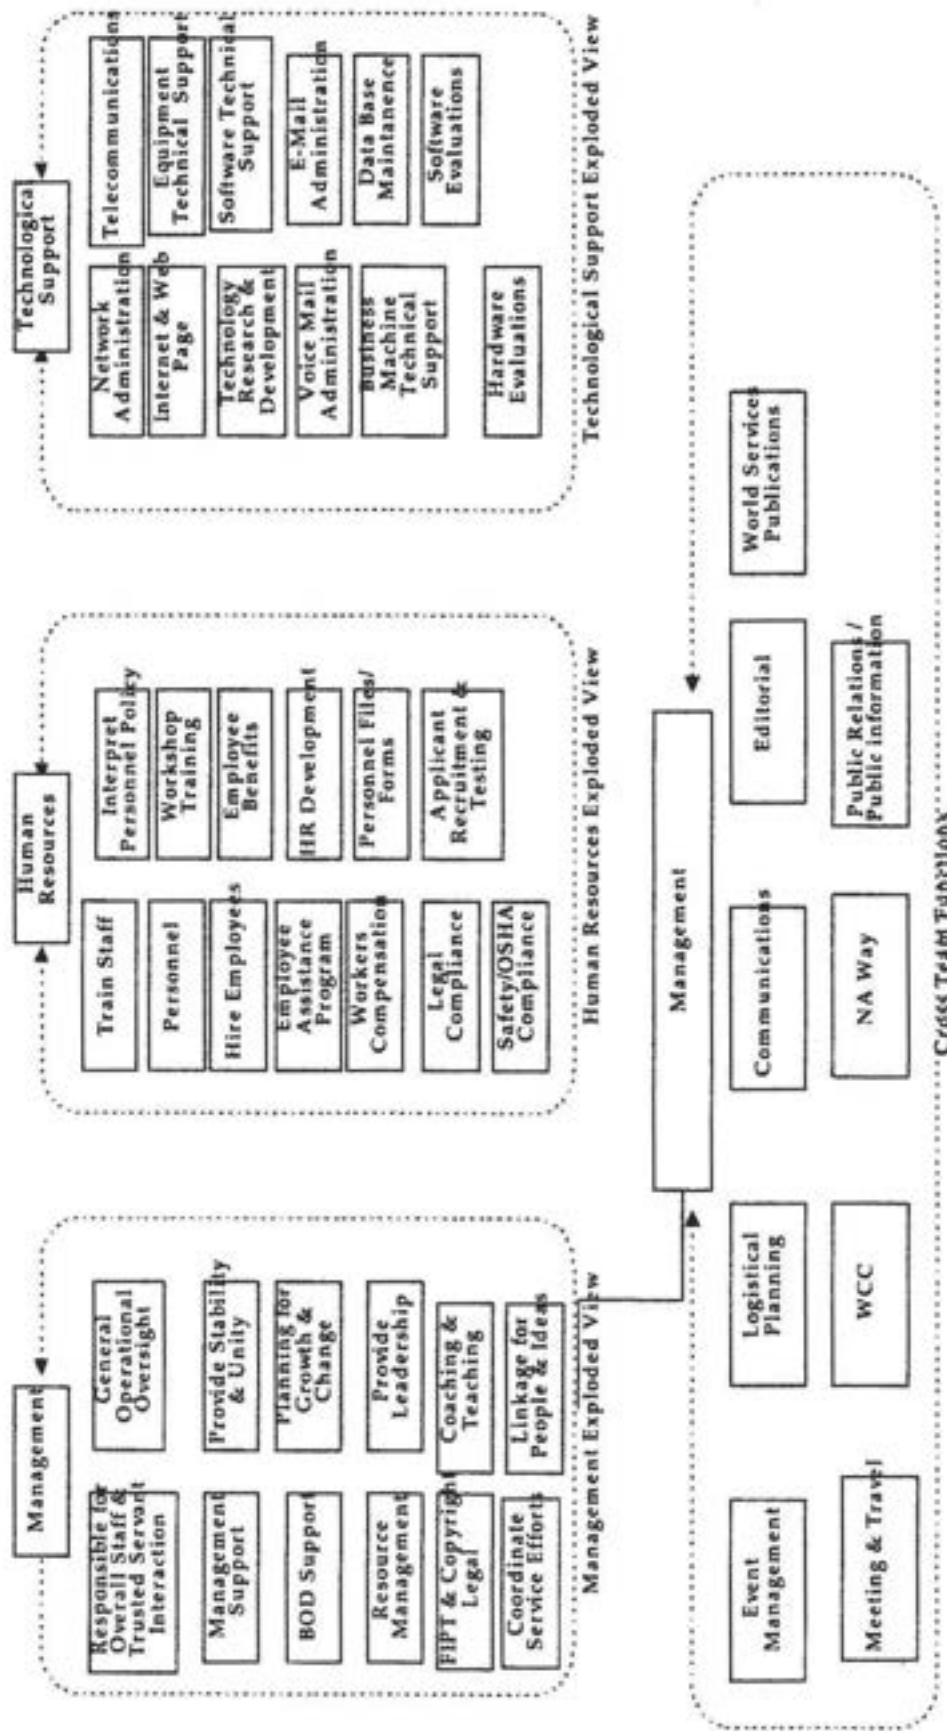 Management
Responsible for
Overall Staff &
Trusted Servant
Interaction
General
Operational
Oversight
Management
Support
Provide Stability
& Unity
BOD Support
Planning for
Growth &
Change
Resource
Management
Provide
Leadership
FIPT & Copyright
Legal
Coaching &
Teaching
Coordinate
Service Efforts
Linkage for
People & Ideas
Management Exploded View
Human
Resources
Train Staff
Interpret
Personnel Policy
Personnel
Workshop
Training
Hire Employees
Employee
Benefits
Employee
Assistance
Program
HR Development
Workers
Compensation
Personnel Files/
Forms
Legal
Compliance
Applicant
Recruitment &
Testing
Safety/OSHA
Compliance
Human Resources Exploded View
Technological
Support
Network
Administration
Telecommunications
Internet & Web
Page
Equipment
Technical Support
Technology
Research &
Development
Software Technical
Support
Voice Mail
Administration
E-Mail
Administration
Business
Machine
Technical
Support
Data Base
Maintanence
Hardware
Evaluations
Software
Evaluations
Technological Support Exploded View
Management
Event
Management
Logistical
Planning
Communications
Editorial
World Services
Publications
Meeting & Travel
WCC
NA Way
Public Relations /
Public information
Cross Team Functions